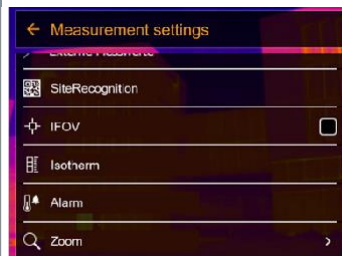 Measurement settings
SiteRecognition
IFOV
Isotherm
Alarm
Zoom